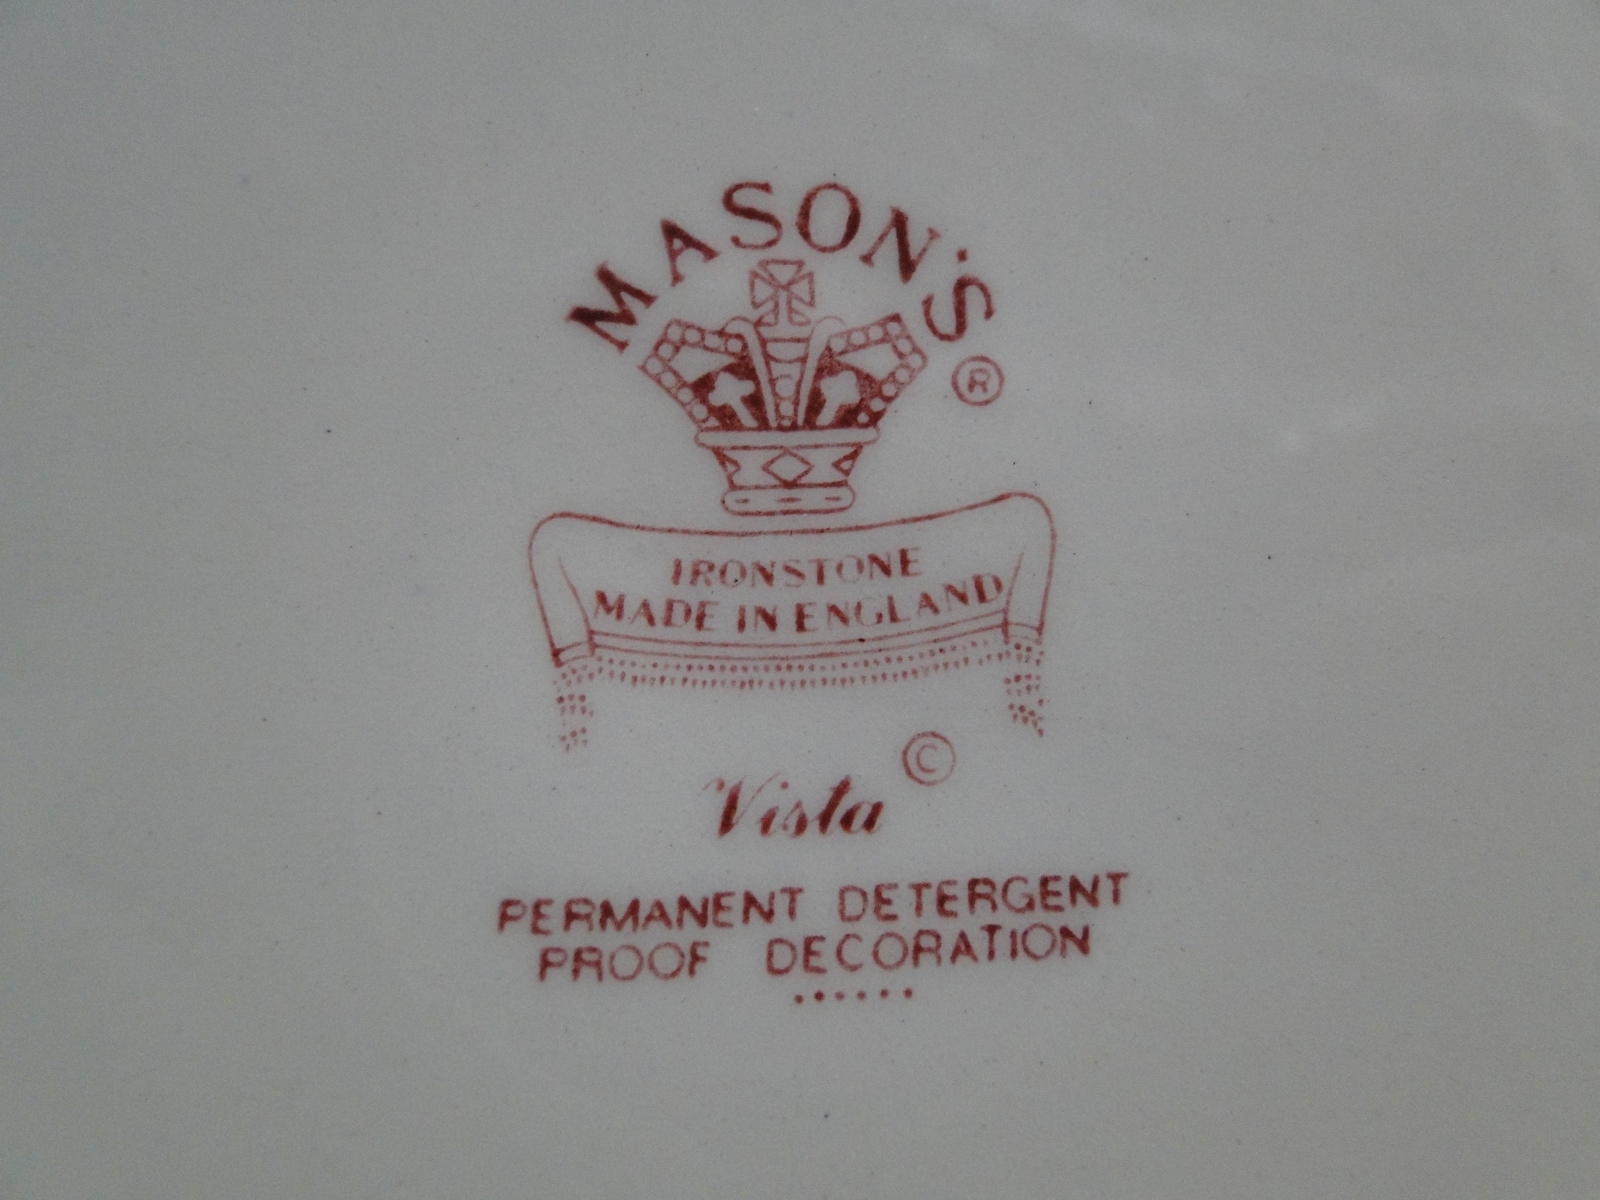 MASON'S
®
IRONSTONE
MADE IN ENGLAND
©
Vista
PERMANENT DETERGENT
PROOF DECORATION